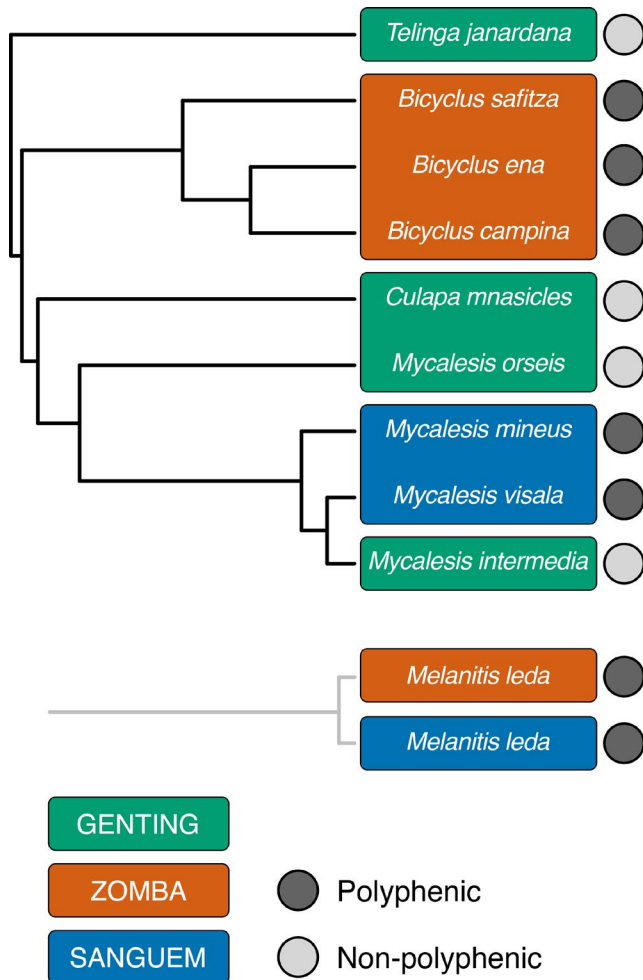 Telinga janardana
Bicyclus safitza
Bicyclus ena
Bicyclus campina
Culapa mnasicles
Mycalesis orseis
Mycalesis mineus
Mycalesis visala
Mycalesis intermedia
Melanitis leda
Melanitis leda
GENTING
ZOMBA
Polyphenic
SANGUEM
Non-polyphenic